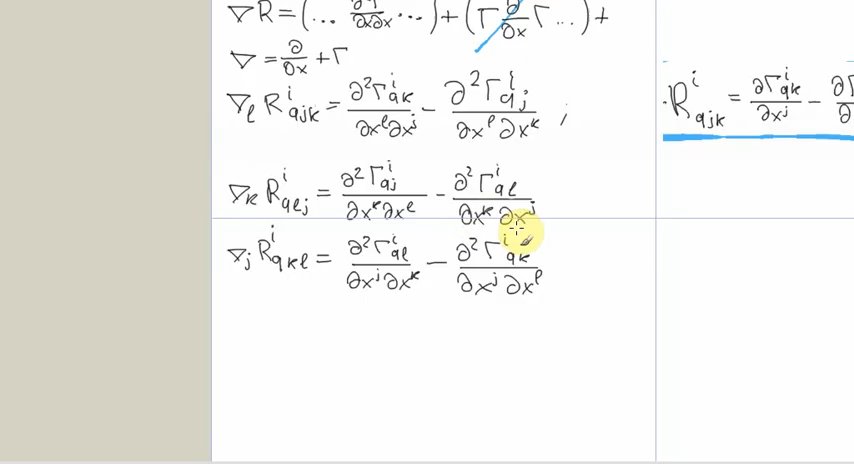 ∇R = (... ∂²Γ/∂x∂x ...) + (Γ ∂/∂x Γ ...) +
∇ = ∂/∂x + Γ
∇_l R^i_{qjk} = ∂²Γ^i_{qk}/∂x^l∂x^j − ∂²Γ^i_{qj}/∂x^l∂x^k ;
∇_k R^i_{qlj} = ∂²Γ^i_{qj}/∂x^k∂x^l − ∂²Γ^i_{ql}/∂x^k∂x^j
∇_j R^i_{qkl} = ∂²Γ^i_{ql}/∂x^j∂x^k − ∂²Γ^i_{qk}/∂x^j∂x^l
R^i_{qjk} = ∂Γ^i_{qk}/∂x^j −